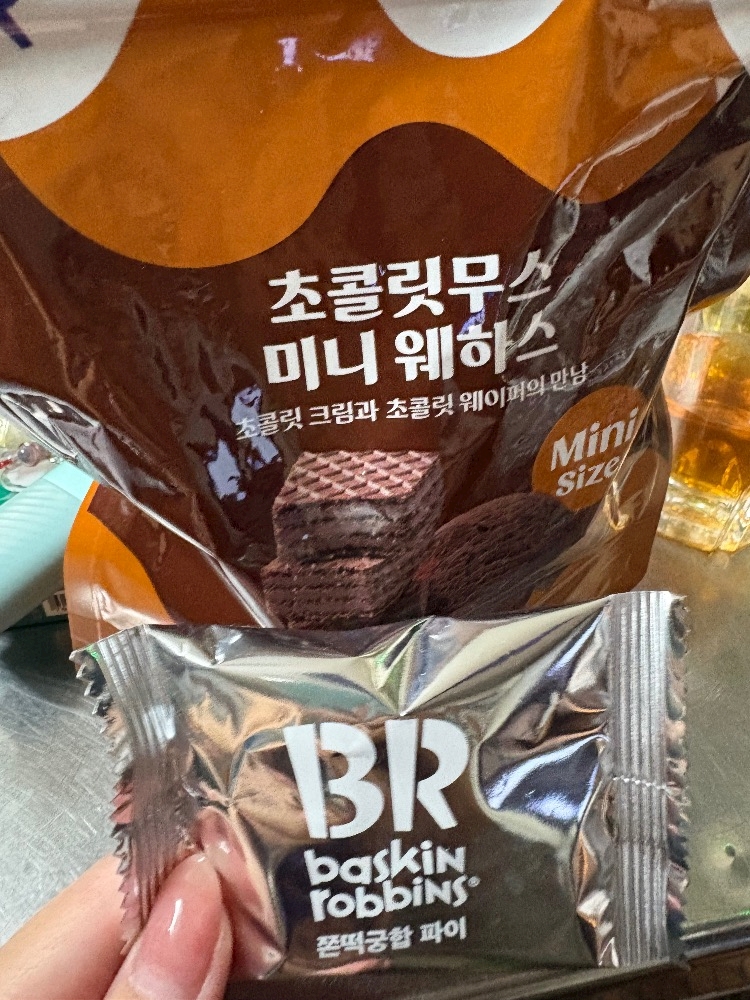 초콜릿무스
미니 웨하스
초콜릿 크림과 초콜릿 웨이퍼의 만남
Mini
Size
BR
baskin
robbins®
쫀떡궁합 파이